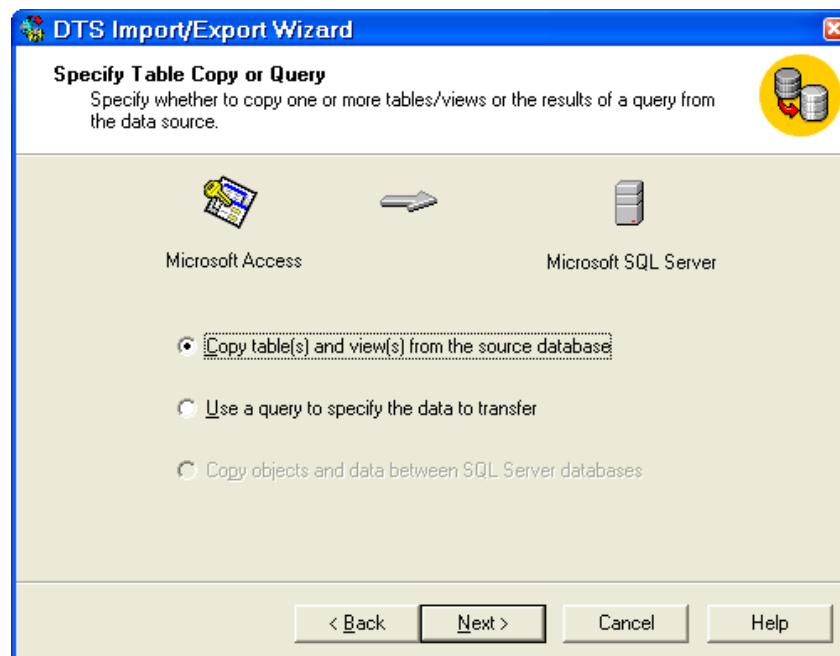 DTS Import/Export Wizard
Specify Table Copy or Query
Specify whether to copy one or more tables/views or the results of a query from
the data source.
Microsoft Access
Microsoft SQL Server
Copy table(s) and view(s) from the source database
Use a query to specify the data to transfer
Copy objects and data between SQL Server databases
< Back
Next >
Cancel
Help